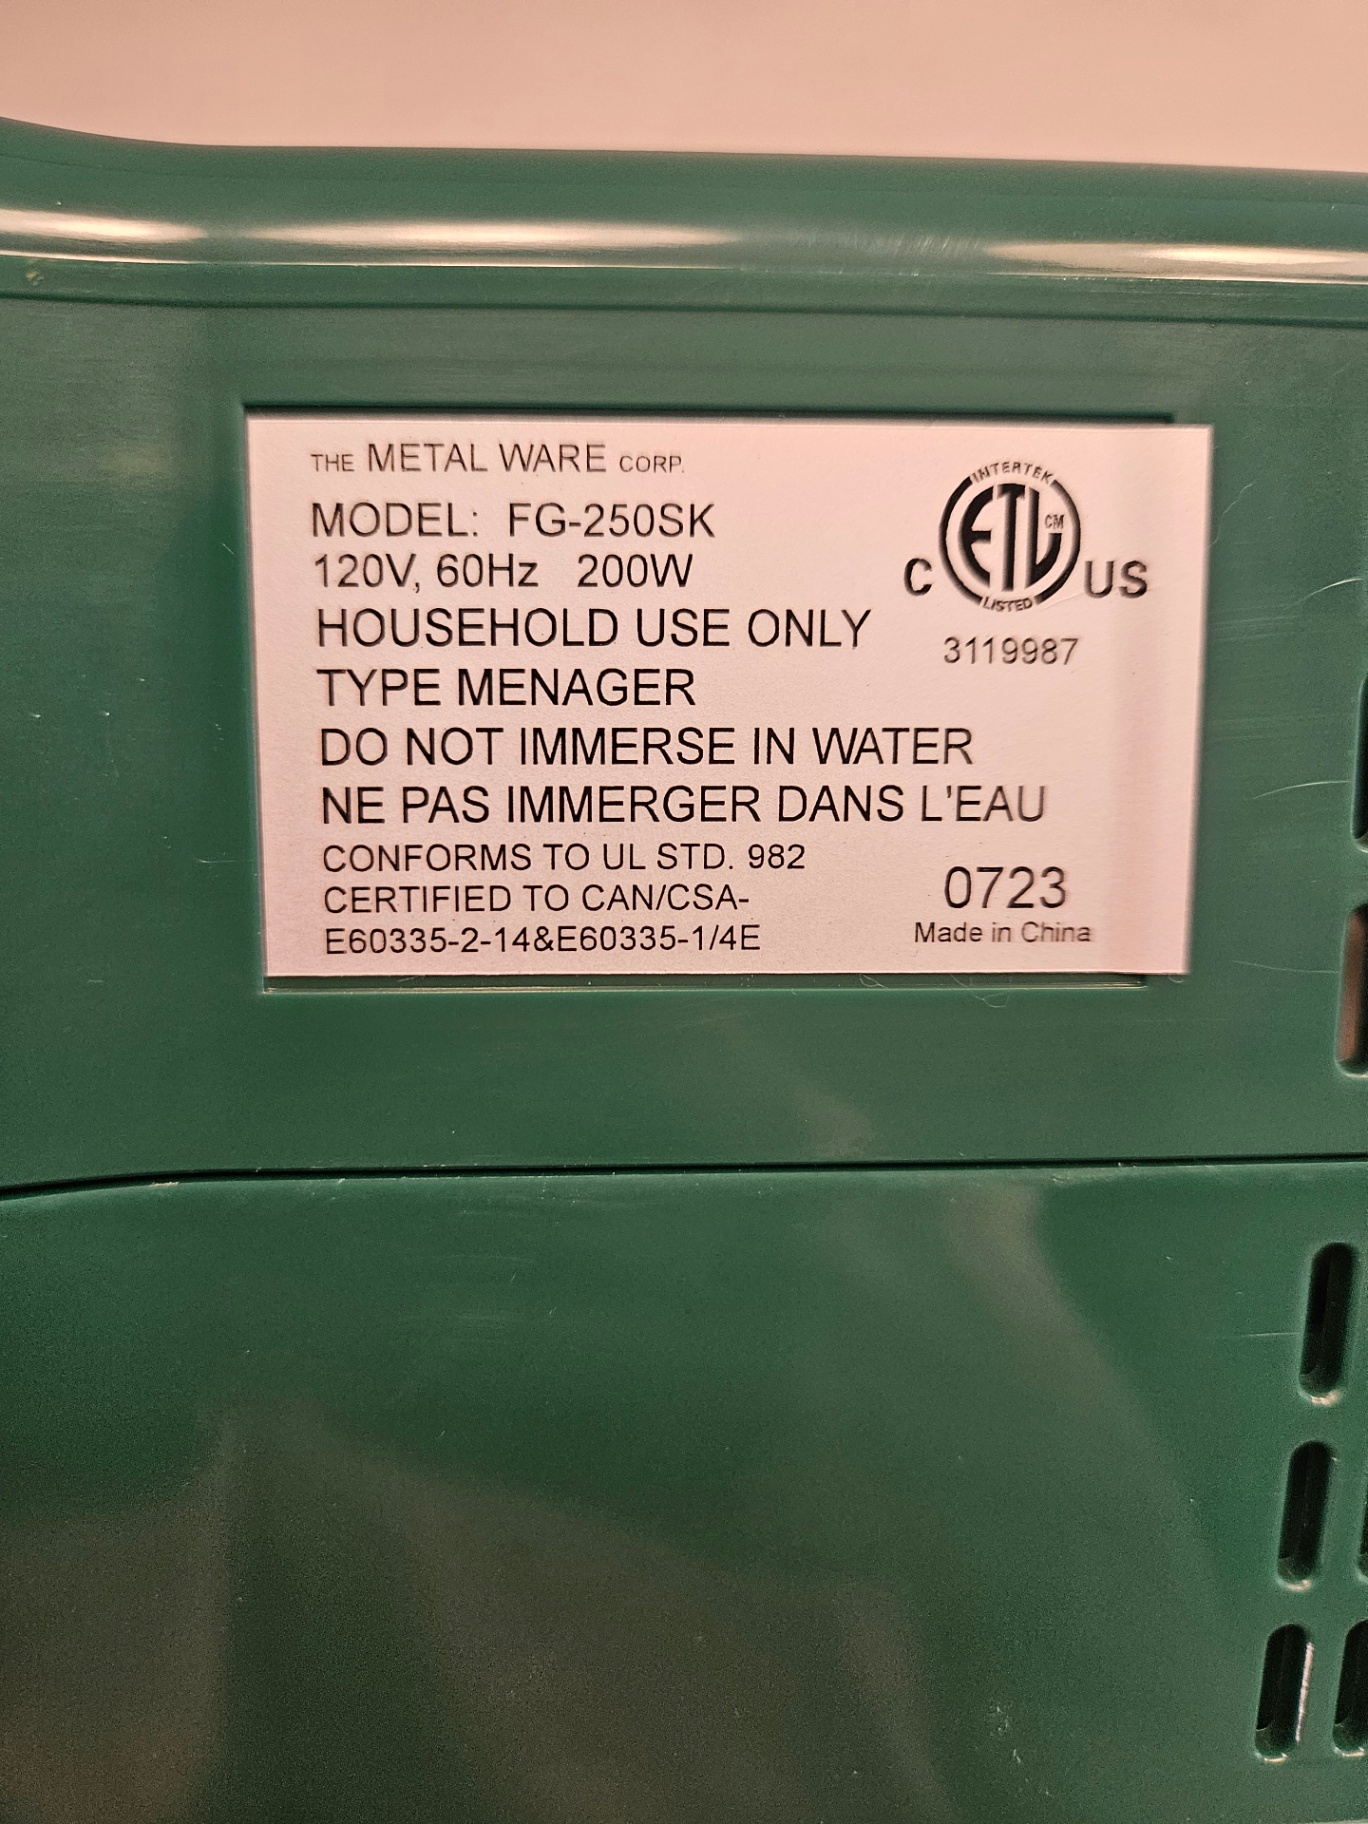 THE METAL WARE CORP.
MODEL: FG-250SK
120V, 60Hz 200W
HOUSEHOLD USE ONLY
TYPE MENAGER
DO NOT IMMERSE IN WATER
NE PAS IMMERGER DANS L'EAU
CONFORMS TO UL STD. 982
CERTIFIED TO CAN/CSA-
E60335-2-14&E60335-1/4E
INTERTEK
C ETL CM US
LISTED
3119987
0723
Made in China